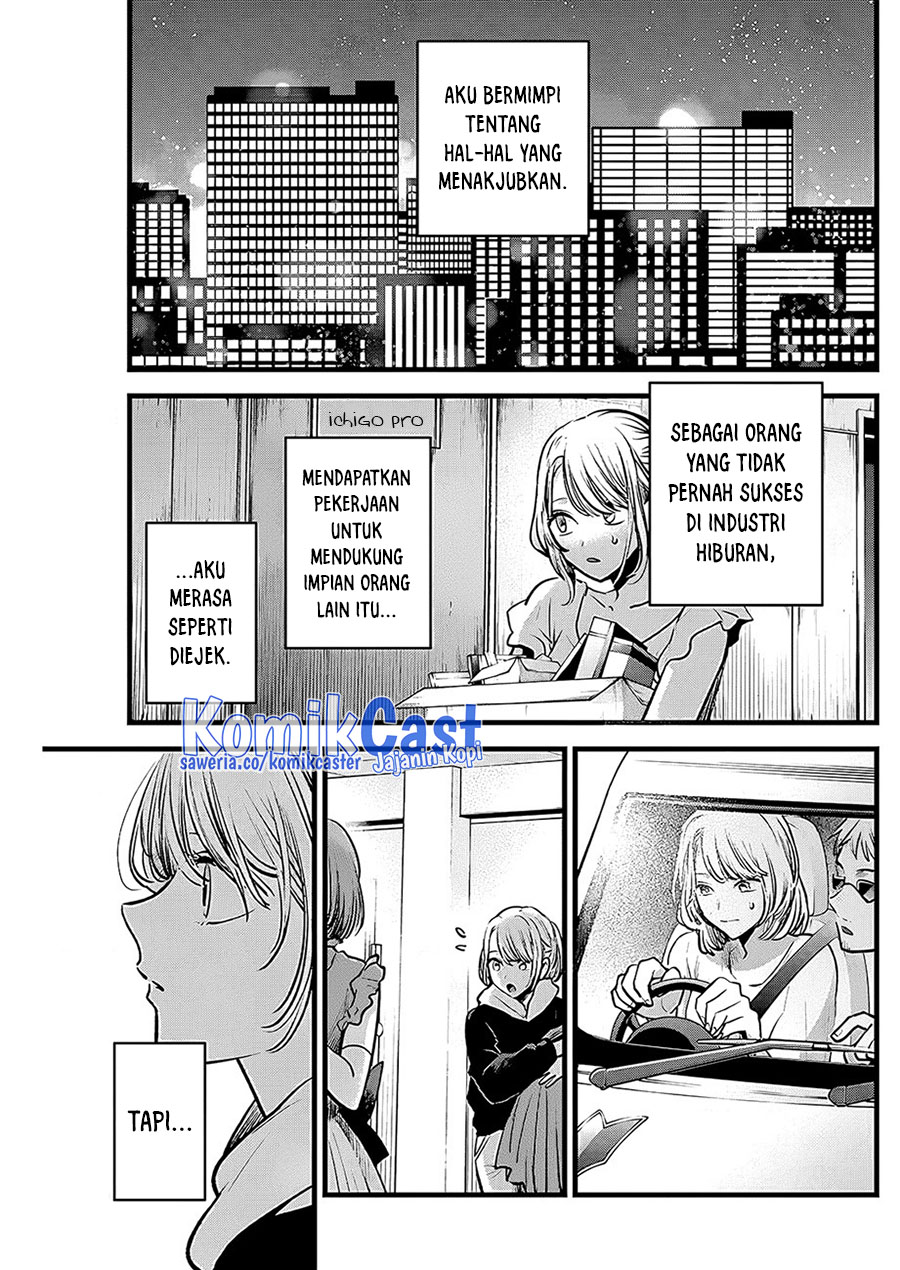 AKU BERMIMPI
TENTANG
HAL-HAL YANG
MENAKJUBKAN.
SEBAGAI ORANG
YANG TIDAK
PERNAH SUKSES
DI INDUSTRI
HIBURAN,
ichigo pro
MENDAPATKAN
PEKERJAAN
UNTUK
MENDUKUNG
IMPIAN ORANG
LAIN ITU...
...AKU
MERASA
SEPERTI
DIEJEK.
KomikCast
saweria.co/komikcaster Jajanin Kopi
TAPI...